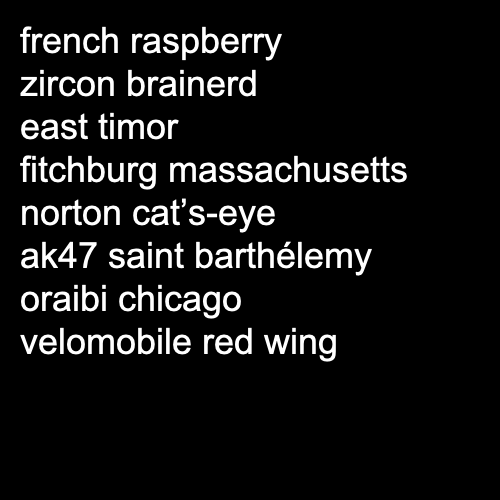 french raspberry
zircon brainerd
east timor
fitchburg massachusetts
norton cat’s-eye
ak47 saint barthélemy
oraibi chicago
velomobile red wing